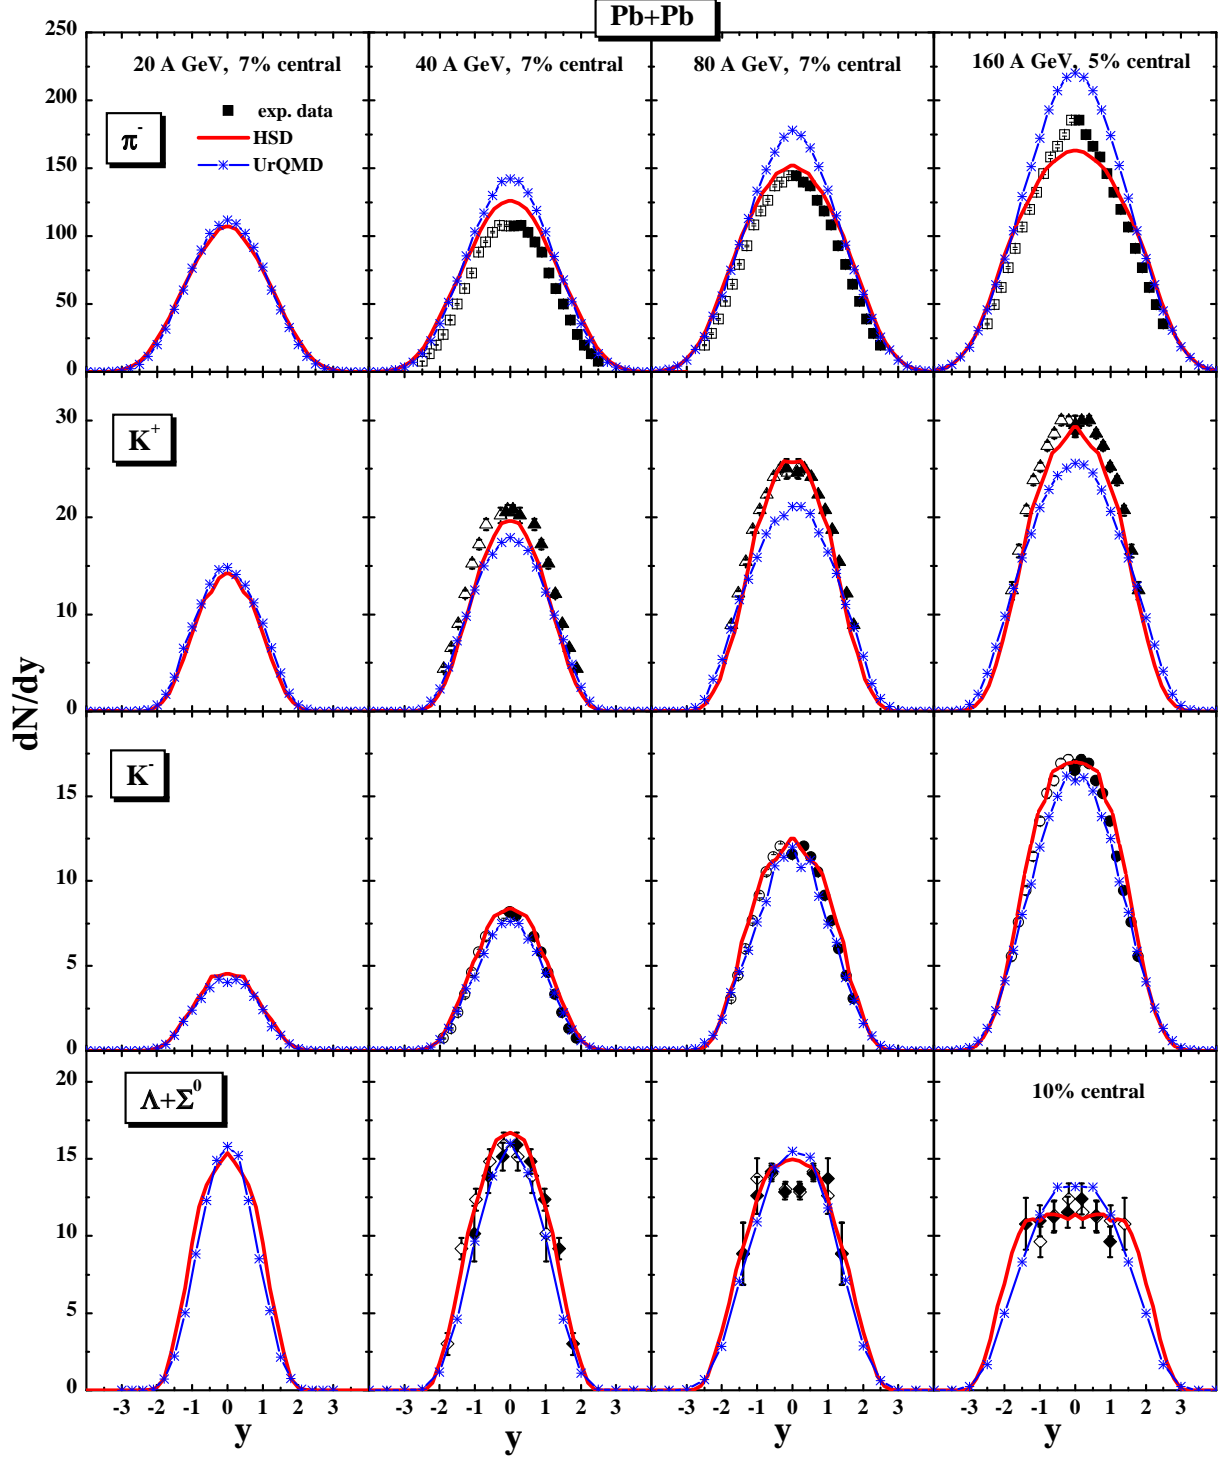 Pb+Pb
20 A GeV, 7% central
40 A GeV, 7% central
80 A GeV, 7% central
160 A GeV, 5% central
exp. data
HSD
UrQMD
π⁻
250
200
150
100
50
0
K⁺
30
20
10
0
K⁻
15
10
5
0
Λ+Σ⁰
10% central
20
15
10
5
0
dN/dy
-3 -2 -1 0 1 2 3
-3 -2 -1 0 1 2 3
-3 -2 -1 0 1 2 3
-3 -2 -1 0 1 2 3
y
y
y
y